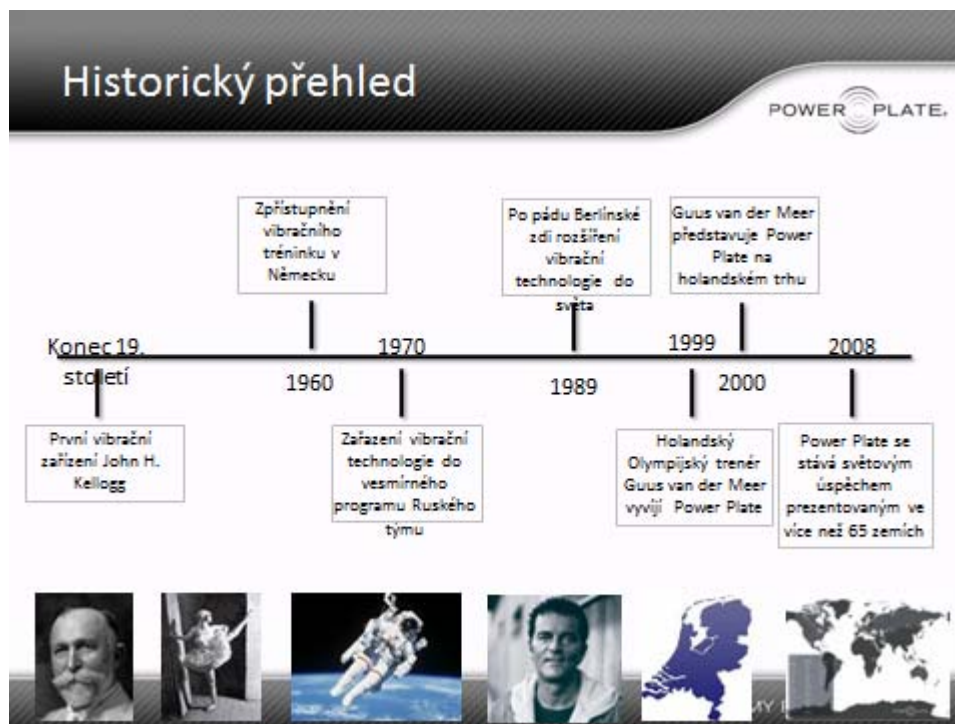 Historický přehled
POWER PLATE.
Zpřístupnění
vibračního
tréninku v
Německu
Po pádu Berlínské
zdi rozšíření
vibrační
technologie do
světa
Guus van der Meer
představuje Power
Plate na
holandském trhu
Konec 19.
století
1960
1970
1989
1999
2000
2008
První vibrační
zařízení John H.
Kellogg
Zařazení vibrační
technologie do
vesmírného
programu Ruského
týmu
Holandský
Olympijský trenér
Guus van der Meer
vyvíjí Power Plate
Power Plate se
stává světovým
úspěchem
prezentovaným ve
více než 65 zemích